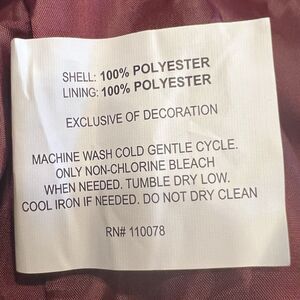 SHELL: 100% POLYESTER
LINING: 100% POLYESTER
EXCLUSIVE OF DECORATION
MACHINE WASH COLD GENTLE CYCLE.
ONLY NON-CHLORINE BLEACH
WHEN NEEDED. TUMBLE DRY LOW.
COOL IRON IF NEEDED. DO NOT DRY CLEAN
RN# 110078